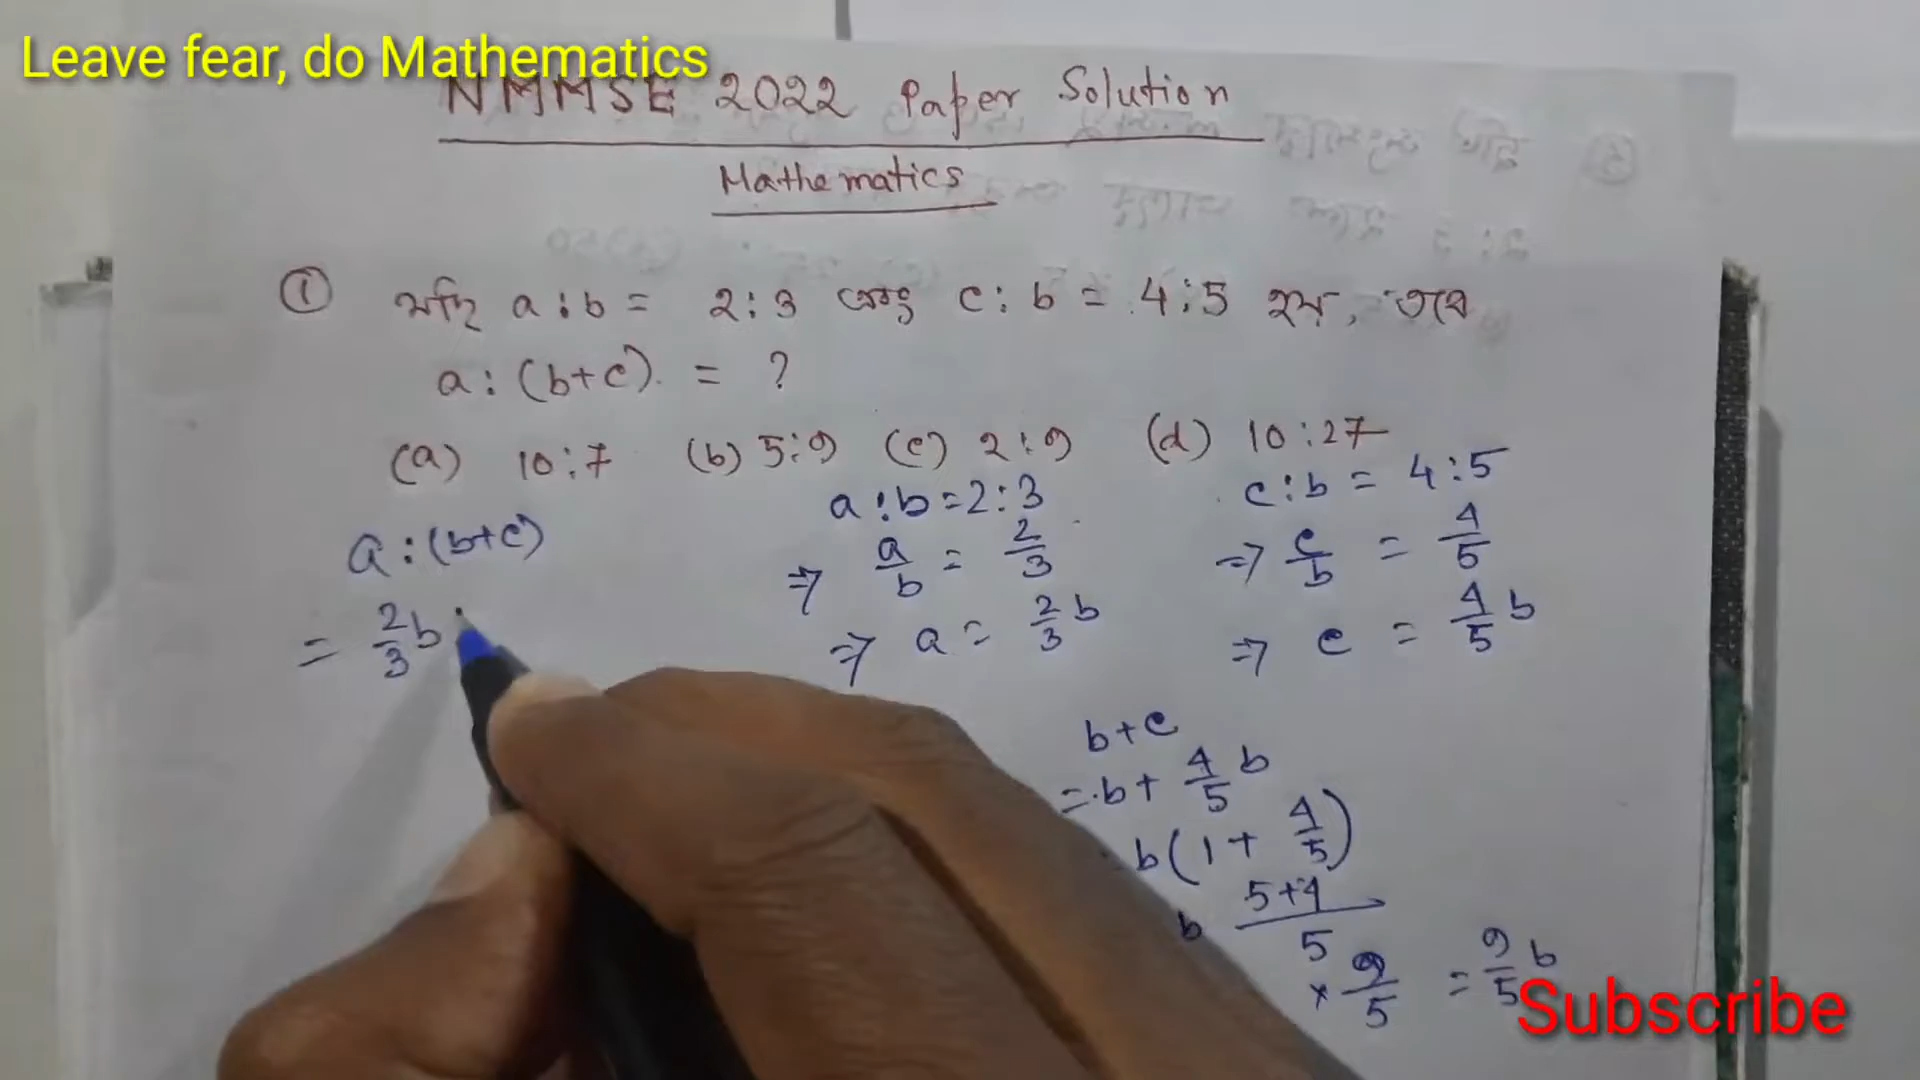 Leave fear, do Mathematics
NMMSE 2022 Paper Solution
Mathematics
① যদি a : b = 2 : 3 এবং c : b = 4 : 5 হয়, তবে
a : (b+c) = ?
(a) 10 : 7 (b) 5 : 9 (c) 2 : 9 (d) 10 : 27
a : (b+c)
= 2/3 b
a : b = 2 : 3
⇒ a/b = 2/3
⇒ a = 2/3 b
c : b = 4 : 5
⇒ c/b = 4/5
⇒ c = 4/5 b
b+c
= b + 4/5 b
b(1 + 4/5)
b (5+4)/5
× 9/5 = 9/5 b
Subscribe